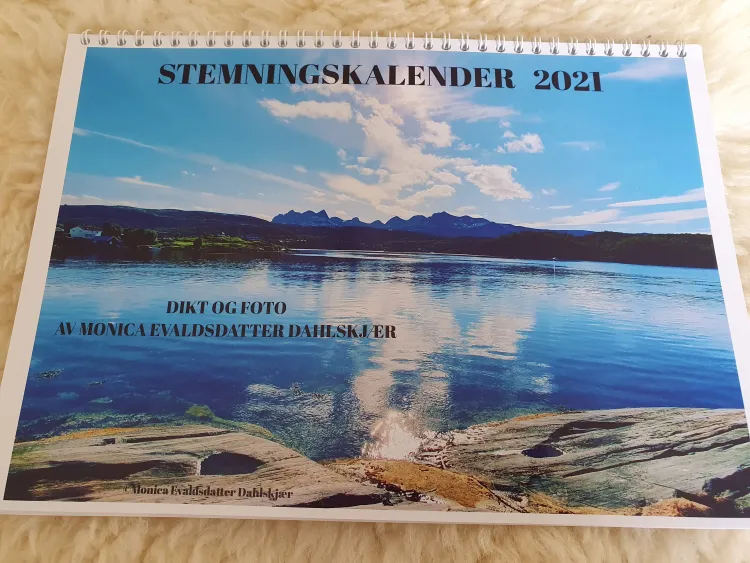 STEMNINGSKALENDER 2021
DIKT OG FOTO
AV MONICA EVALDSDATTER DAHLSKJÆR
Monica Evaldsdatter Dahlskjær